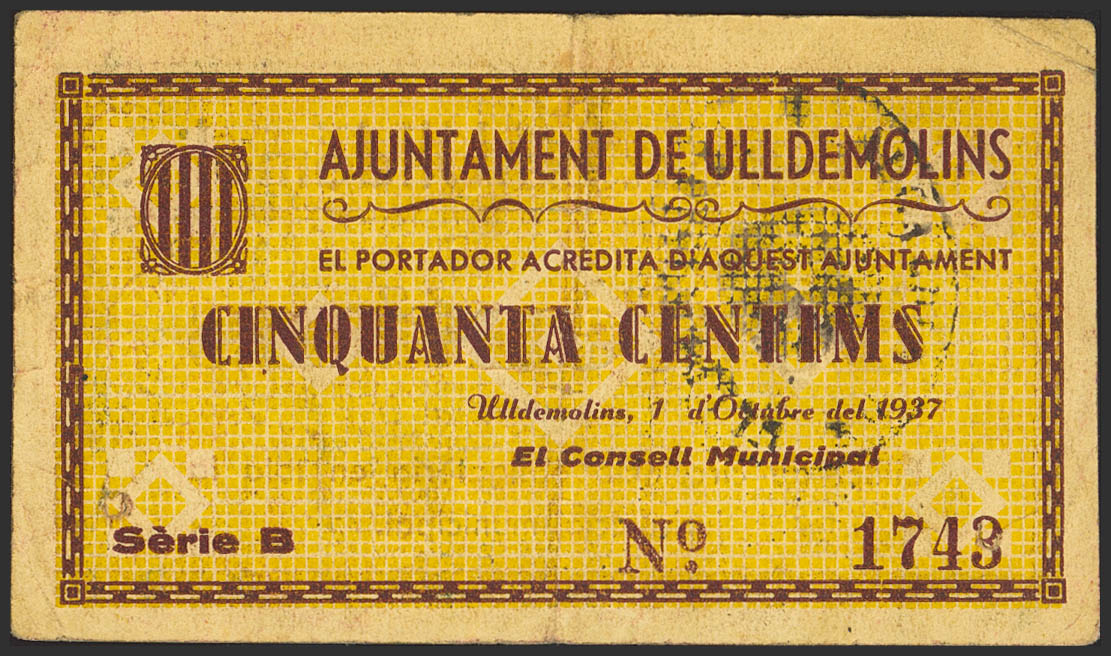 AJUNTAMENT DE ULLDEMOLINS
EL PORTADOR ACREDITA D'AQUEST AJUNTAMENT
CINQUANTA CENTIMS
Ulldemolins, 1 d'Octubre del 1937
El Consell Municipal
Sèrie B Nº 1743